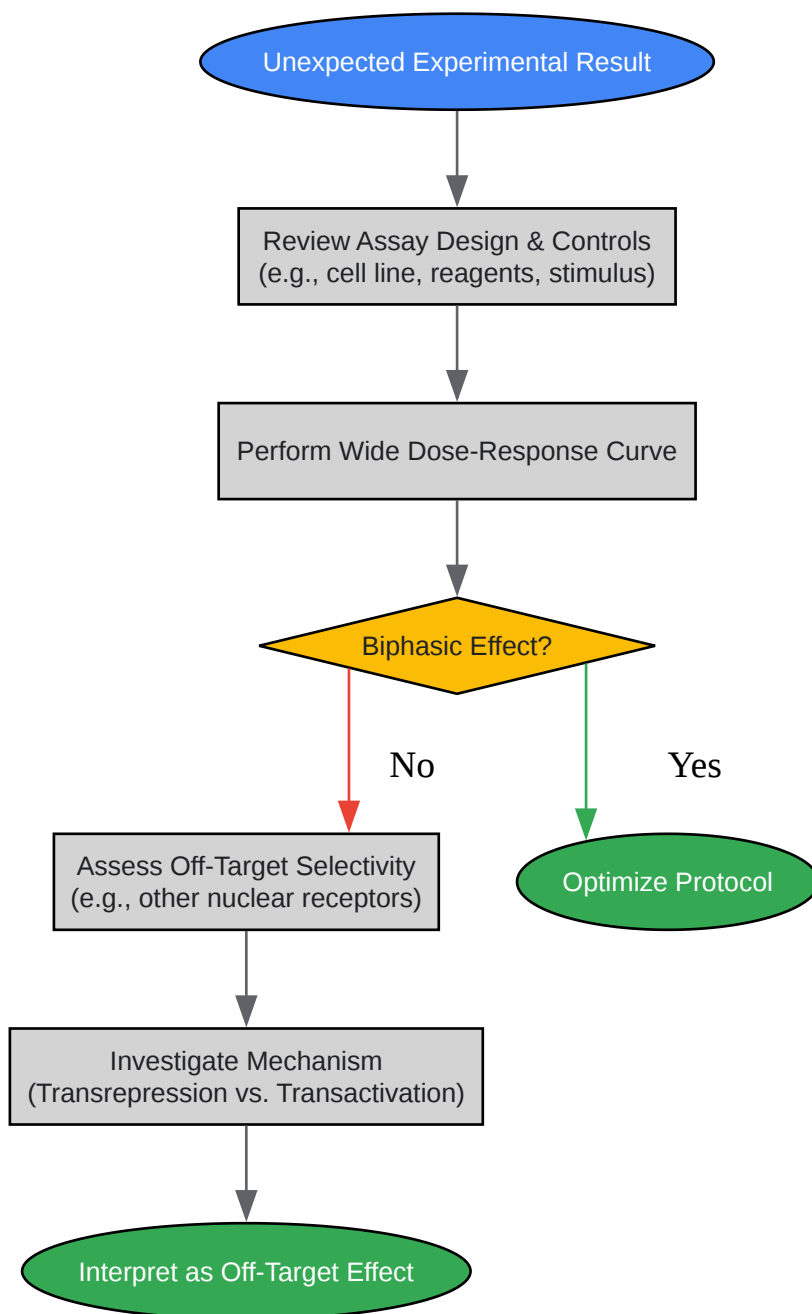 Unexpected Experimental Result
Review Assay Design & Controls
(e.g., cell line, reagents, stimulus)
Perform Wide Dose-Response Curve
Biphasic Effect?
No
Yes
Assess Off-Target Selectivity
(e.g., other nuclear receptors)
Optimize Protocol
Investigate Mechanism
(Transrepression vs. Transactivation)
Interpret as Off-Target Effect